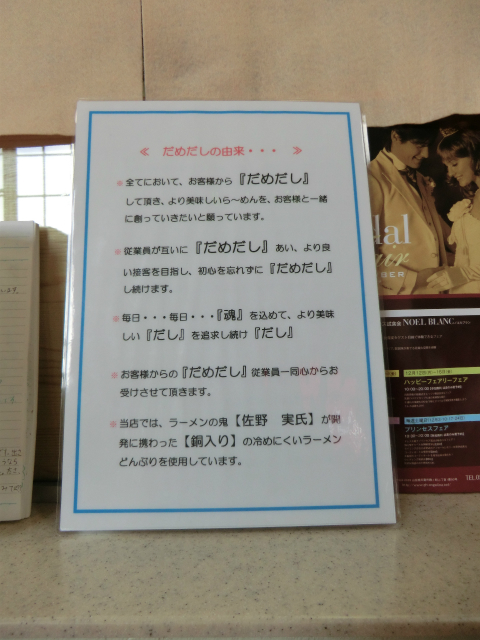 ≪ だめだしの由来・・・ ≫
●全てにおいて、お客様から『だめだし』
して頂き、より美味しいら～めんを、お客様と一緒
に創っていきたいと願っています。
●従業員が互いに『だめだし』あい、より良
い接客を目指し、初心を忘れずに『だめだし』
し続けます。
●毎日・・・毎日・・・『魂』を込めて、より美味
しい『だし』を追求し続け『だし』
●お客様からの『だめだし』従業員一同心からお
受けさせて頂きます。
●当店では、ラーメンの鬼【佐野 実氏】が開
発に携わった【銅入り】の冷めにくいラーメン
どんぶりを使用しています。
NOEL BLANC
ハッピーフェアリーフェア
プリンセスフェア